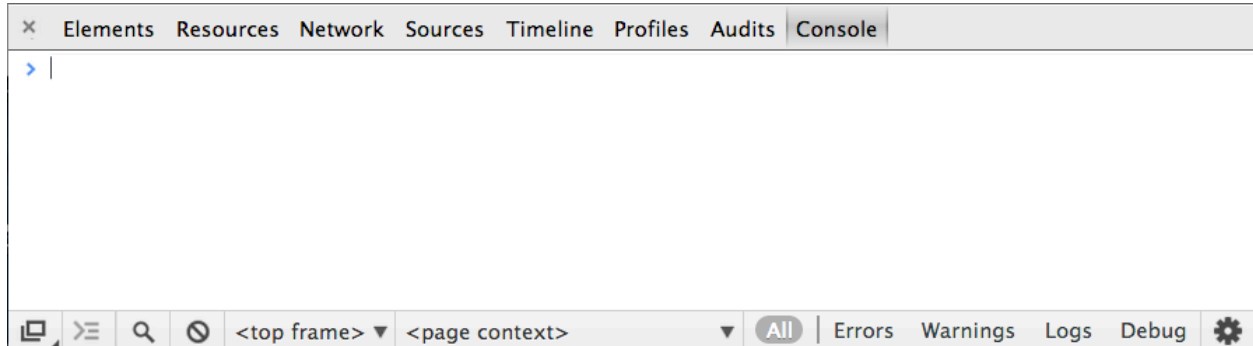 × Elements Resources Network Sources Timeline Profiles Audits Console
>
<top frame> ▼ <page context> ▼ All | Errors Warnings Logs Debug